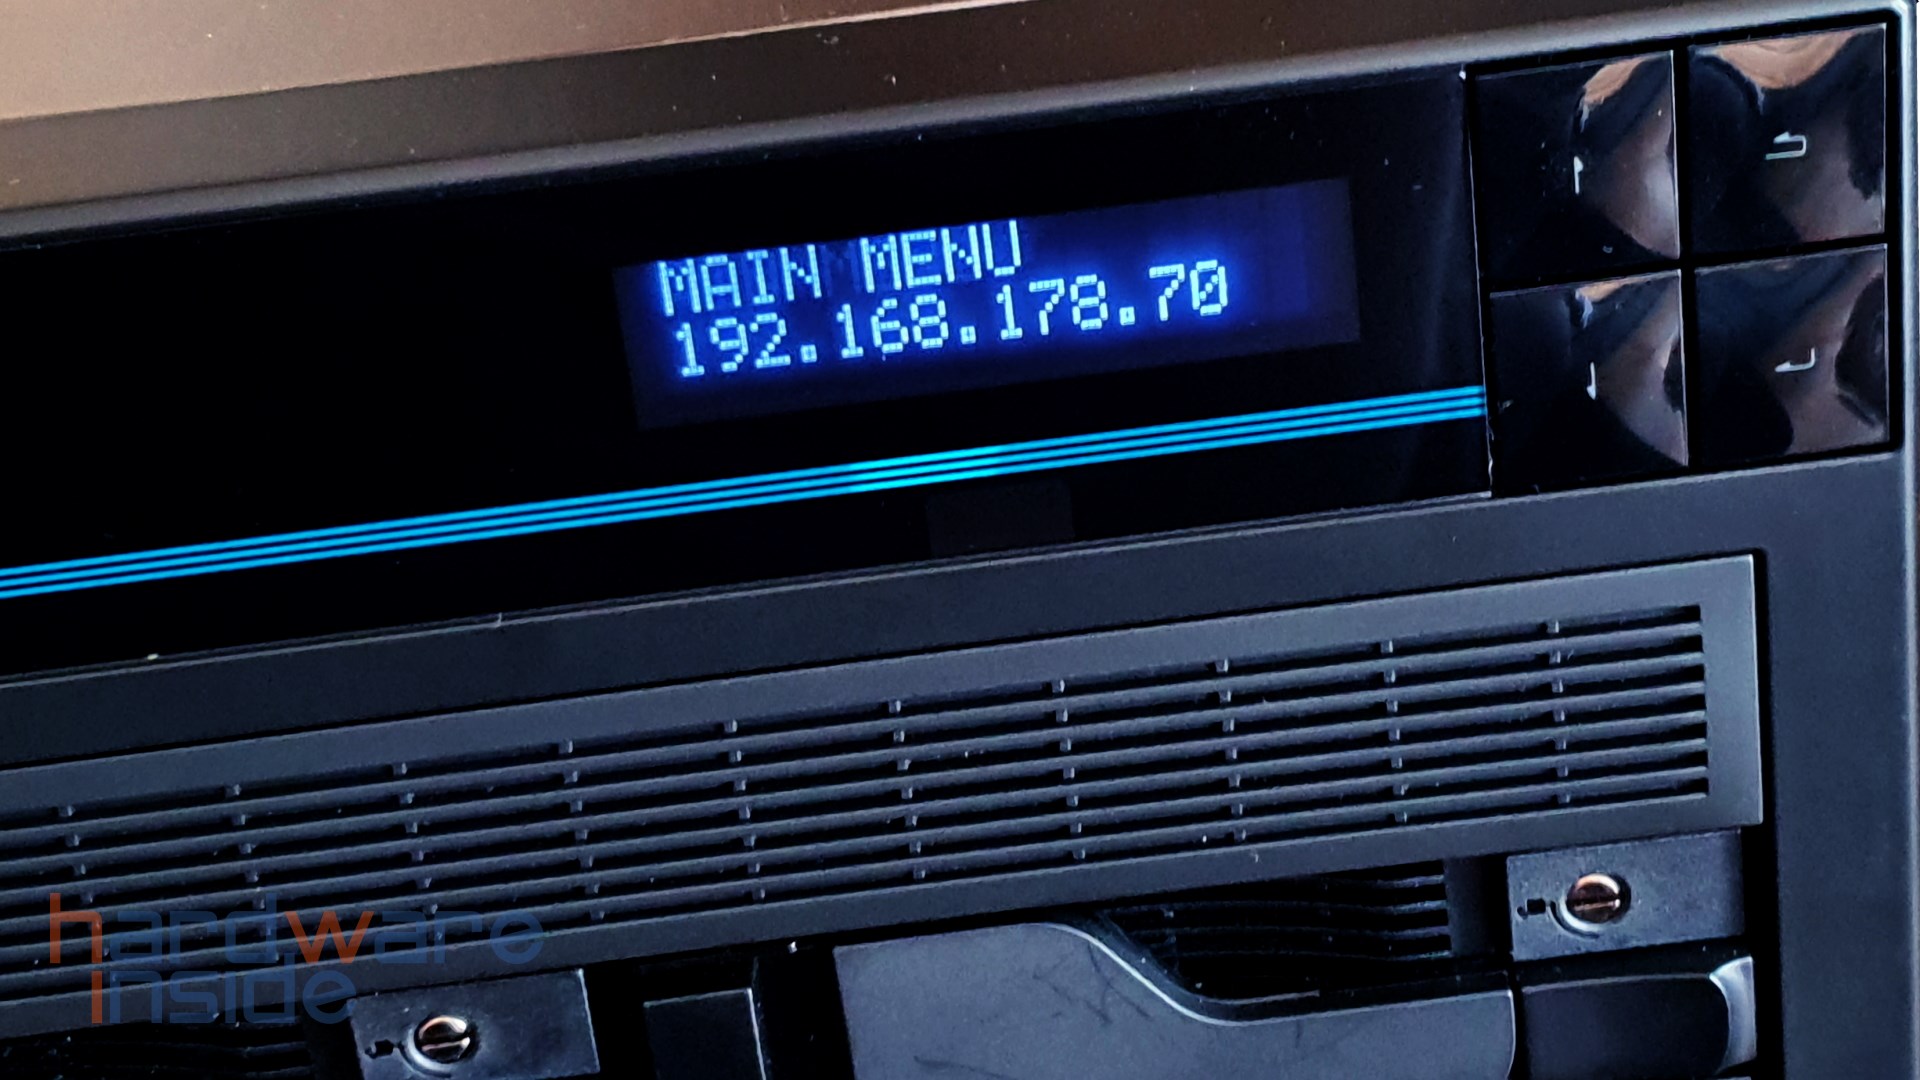 MAIN MENU
192.168.178.70
hardware
inside